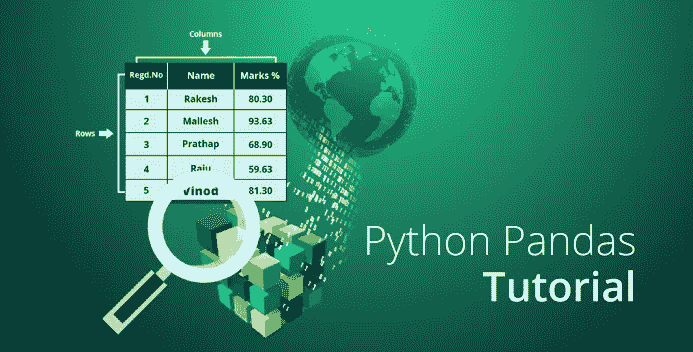 Columns
Regd.No Name Marks %
1 Rakesh 80.30
2 Mallesh 93.63
Rows
3 Prathap 68.90
4 Raju 59.63
5 Vinod 81.30
Python Pandas
Tutorial